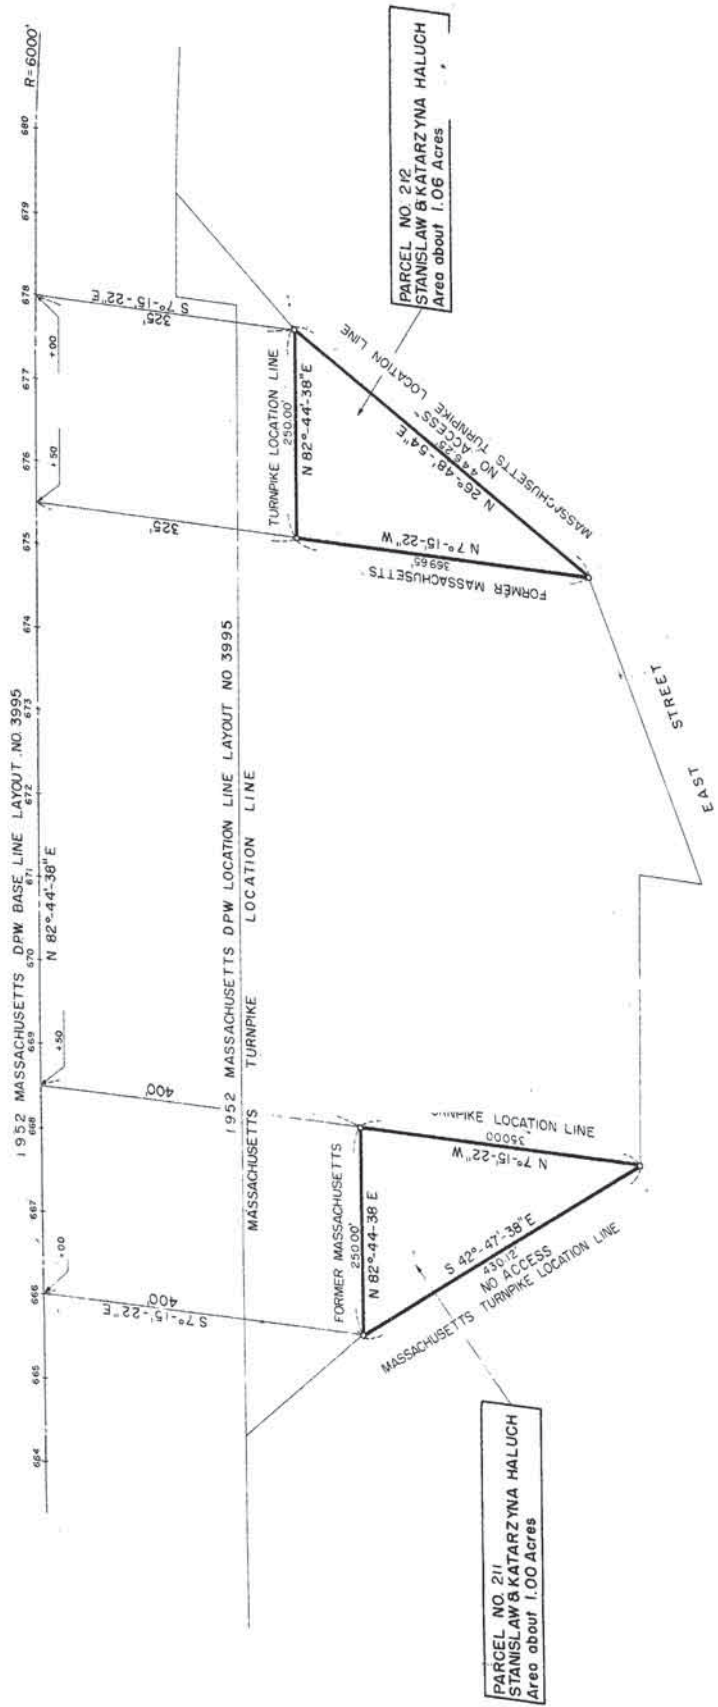 1952 MASSACHUSETTS D.P.W. BASE LINE LAYOUT NO. 3995
N 82°-44'-38" E
R=6000'
664
665
666
667
668
669
670
671
672
673
674
675
676
677
678
679
680
+00
+50
+50
+00
S 7°-15'-22" E
400'
400'
325'
S 7°-15'-22" E
325'
1952 MASSACHUSETTS DPW LOCATION LINE LAYOUT NO 3995
MASSACHUSETTS TURNPIKE LOCATION LINE
FORMER MASSACHUSETTS
250.00'
N 82°-44-38 E
LOCATION LINE
350.00
N 7°-15'-22" W
S 42°-47'-38" E
430.12'
NO ACCESS
MASSACHUSETTS TURNPIKE LOCATION LINE
TURNPIKE LOCATION LINE
250.00'
N 82°-44'-38" E
N 7°-15-22" W
369.65'
FORMER MASSACHUSETTS
N 26°-48'-54" E
446.25'
NO ACCESS
MASSACHUSETTS TURNPIKE LOCATION LINE
EAST STREET
PARCEL NO. 211
STANISLAW & KATARZYNA HALUCH
Area about 1.00 Acres
PARCEL NO. 212
STANISLAW & KATARZYNA HALUCH
Area about 1.06 Acres